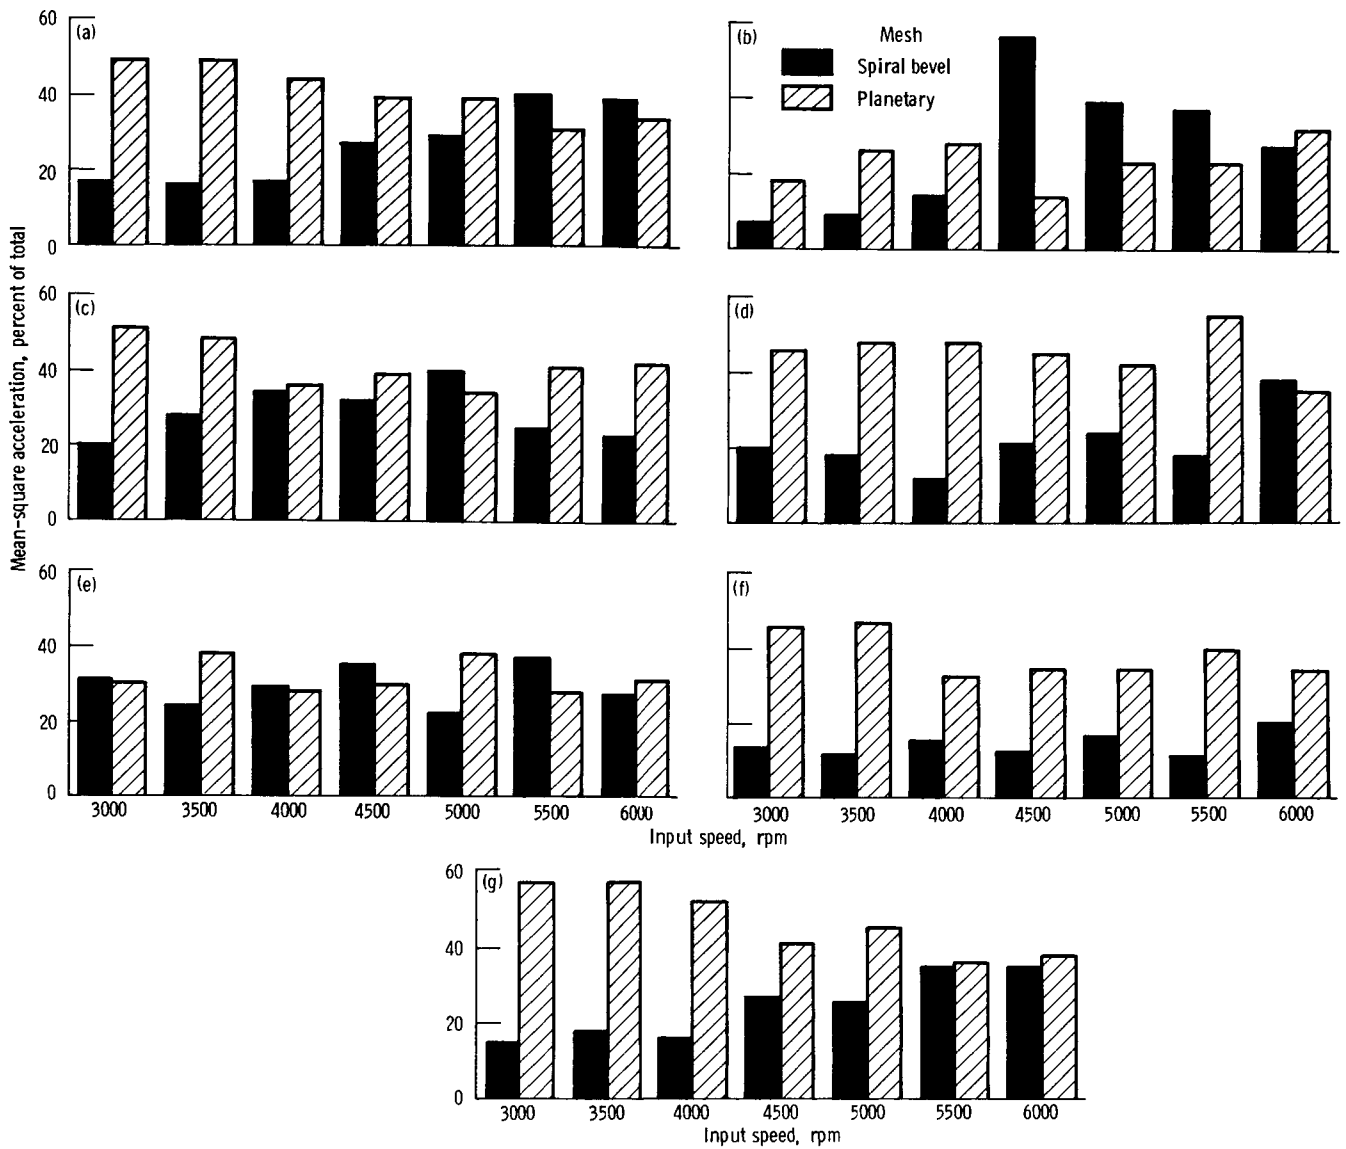 60 (a)
40
20
0
(b)
Mesh
Spiral bevel
Planetary
Mean-square acceleration, percent of total
60 (c)
40
20
0
(d)
60 (e)
40
20
0
3000 3500 4000 4500 5000 5500 6000
(f)
3000 3500 4000 4500 5000 5500 6000
Input speed, rpm
60 (g)
40
20
0
3000 3500 4000 4500 5000 5500 6000
Input speed, rpm